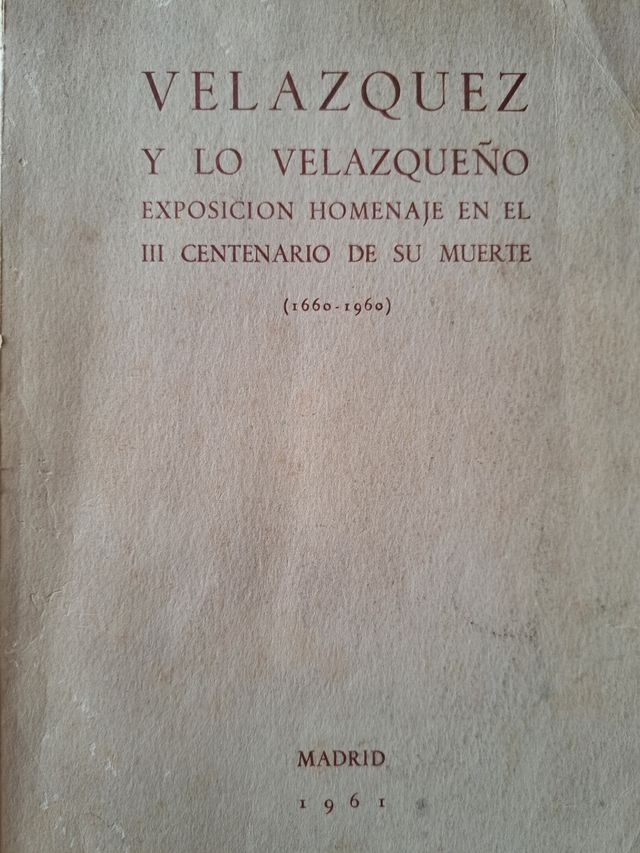 VELAZQUEZ
Y LO VELAZQUEÑO
EXPOSICION HOMENAJE EN EL
III CENTENARIO DE SU MUERTE
(1660-1960)
MADRID
1961